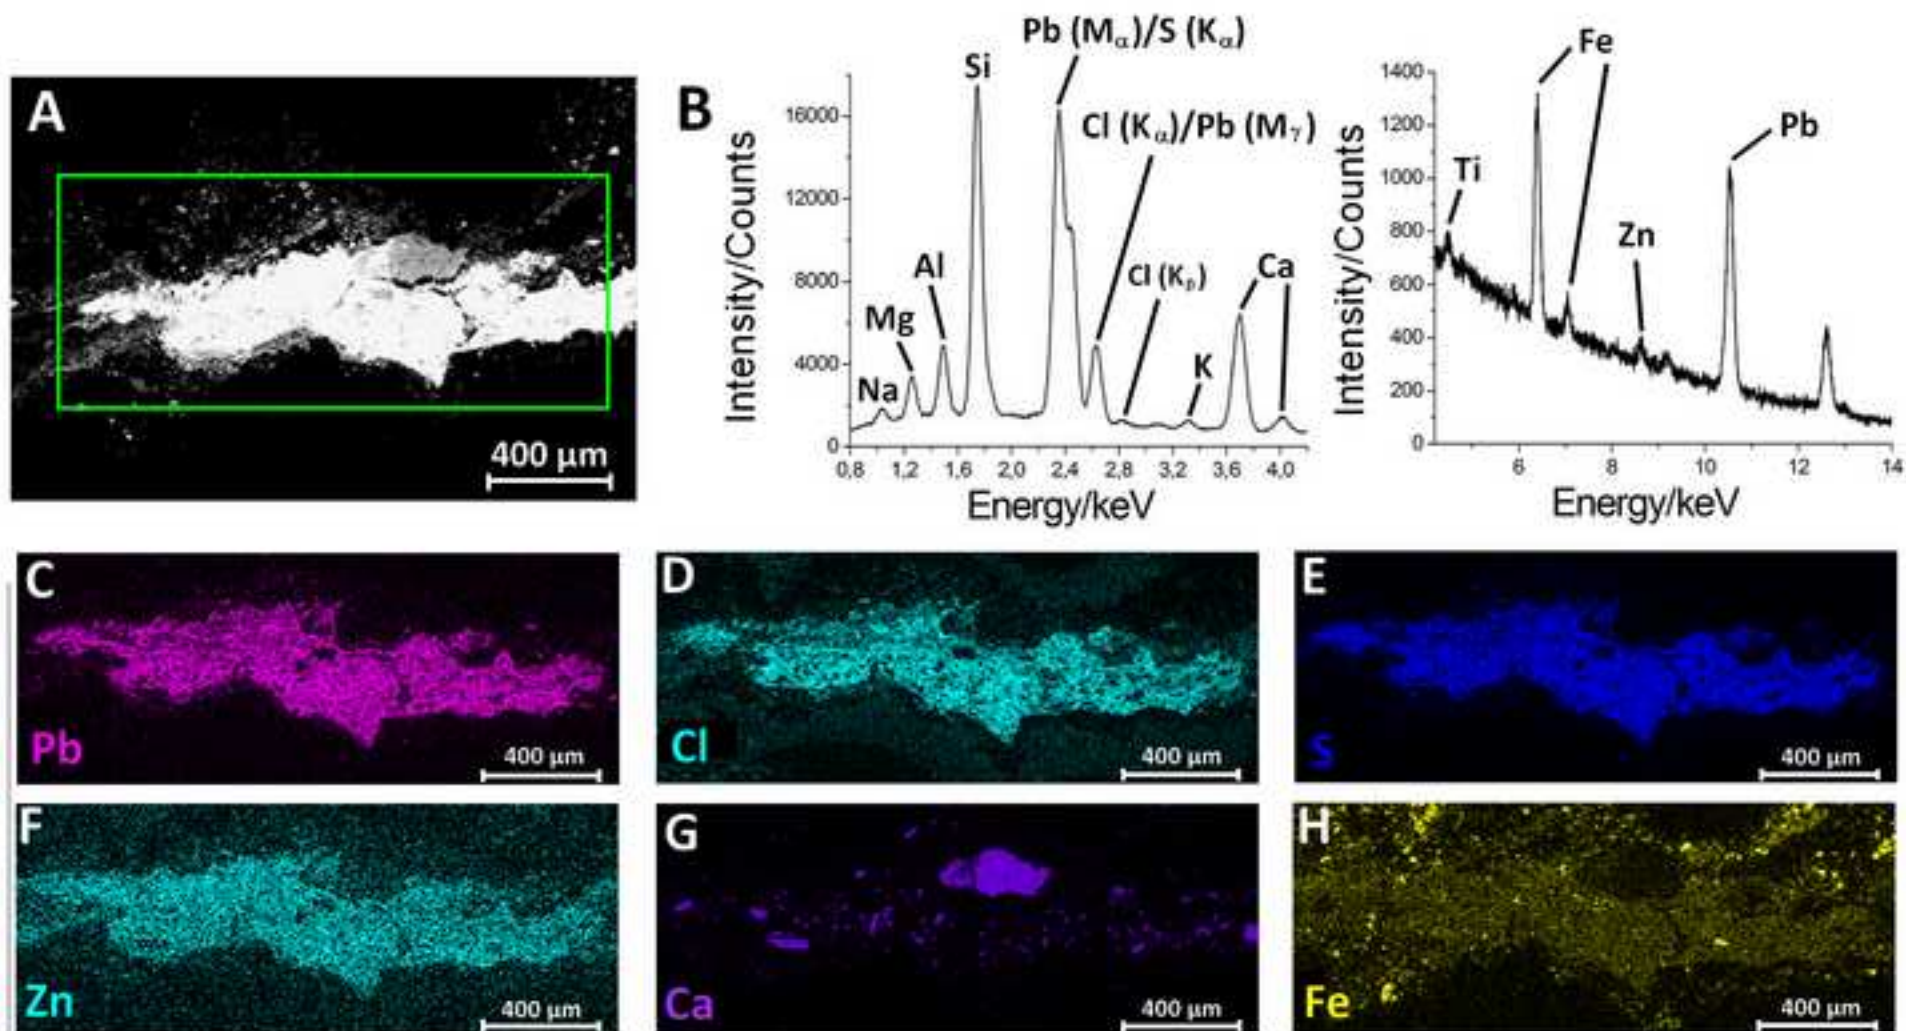 A
400 μm
B
Intensity/Counts
16000
12000
8000
4000
0
0,8 1,2 1,6 2,0 2,4 2,8 3,2 3,6 4,0
Energy/keV
Na
Mg
Al
Si
Pb (Mα)/S (Kα)
Cl (Kα)/Pb (Mγ)
Cl (Kβ)
K
Ca
Intensity/Counts
1400
1200
1000
800
600
400
200
0
6 8 10 12 14
Energy/keV
Ti
Fe
Zn
Pb
C
Pb
400 μm
D
Cl
400 μm
E
S
400 μm
F
Zn
400 μm
G
Ca
400 μm
H
Fe
400 μm